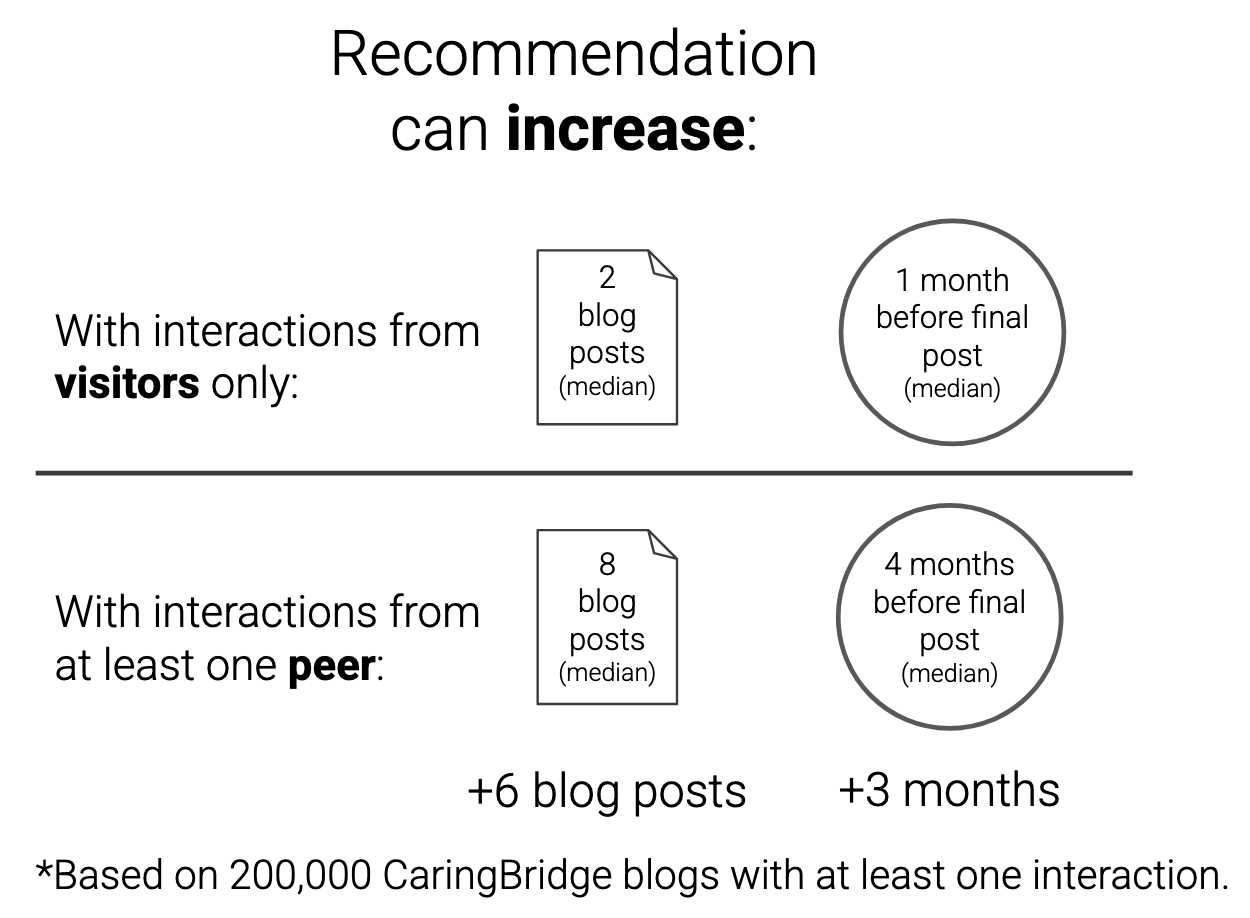 Recommendation
can increase:
With interactions from
visitors only:
2
blog
posts
(median)
1 month
before final
post
(median)
With interactions from
at least one peer:
8
blog
posts
(median)
4 months
before final
post
(median)
+6 blog posts
+3 months
*Based on 200,000 CaringBridge blogs with at least one interaction.